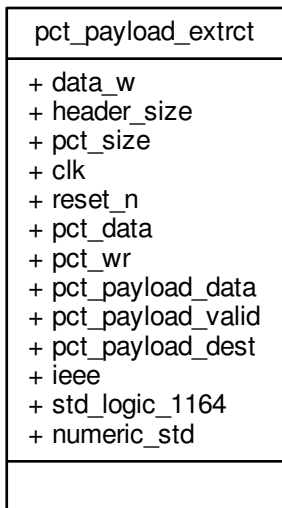 pct_payload_extrct
+ data_w
+ header_size
+ pct_size
+ clk
+ reset_n
+ pct_data
+ pct_wr
+ pct_payload_data
+ pct_payload_valid
+ pct_payload_dest
+ ieee
+ std_logic_1164
+ numeric_std